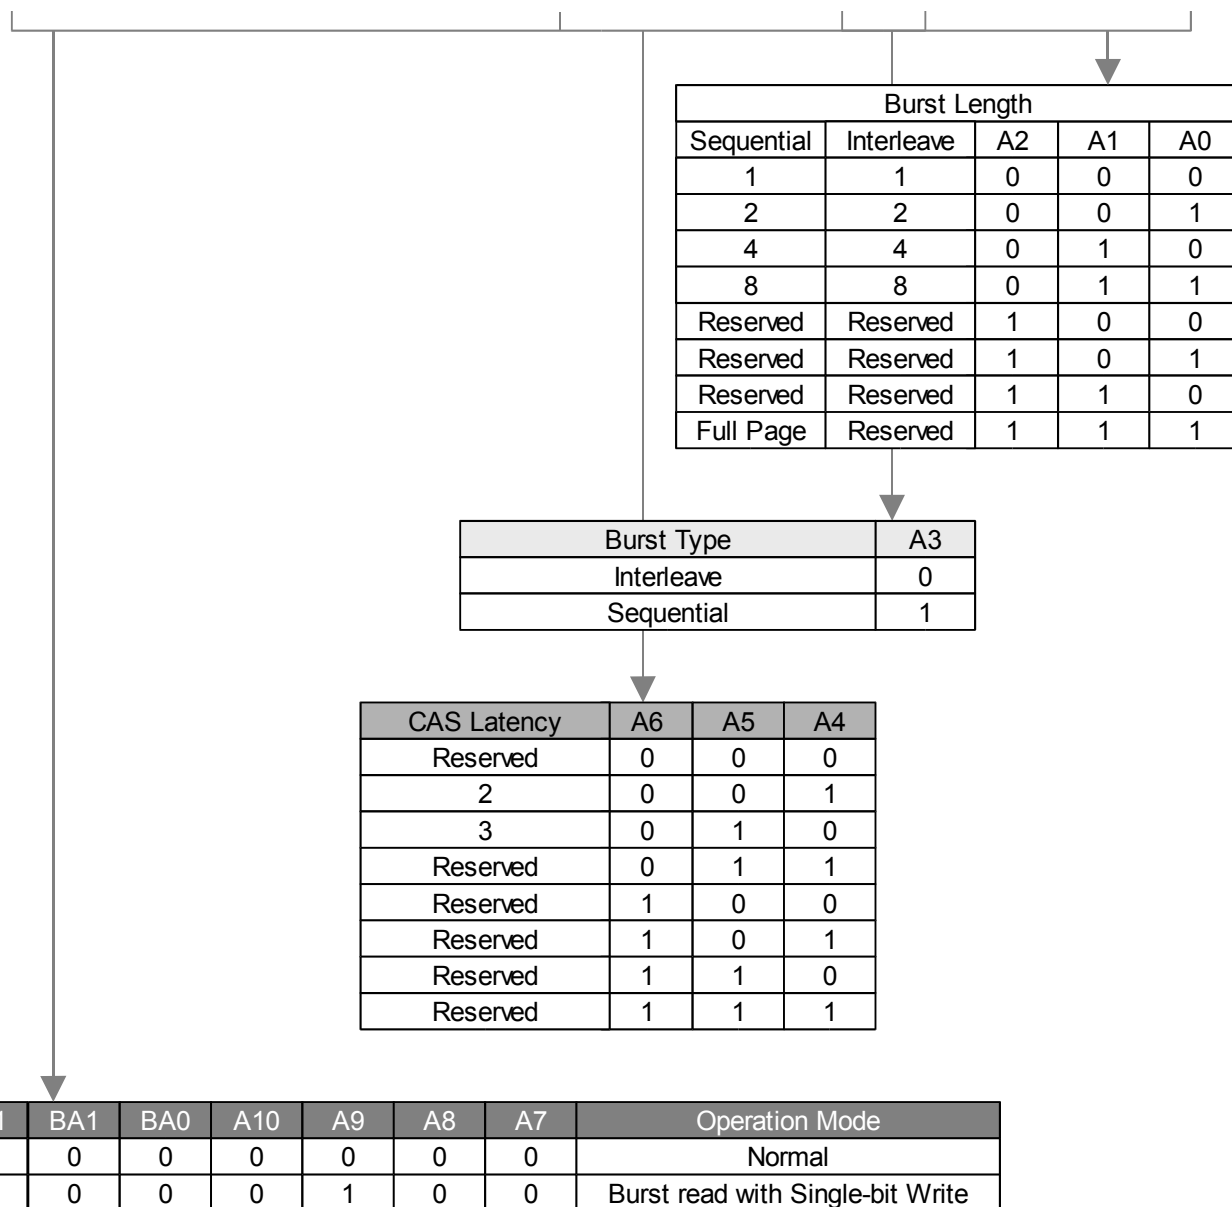 Burst Length
Sequential Interleave A2 A1 A0
1 1 0 0 0
2 2 0 0 1
4 4 0 1 0
8 8 0 1 1
Reserved Reserved 1 0 0
Reserved Reserved 1 0 1
Reserved Reserved 1 1 0
Full Page Reserved 1 1 1
Burst Type A3
Interleave 0
Sequential 1
CAS Latency A6 A5 A4
Reserved 0 0 0
2 0 0 1
3 0 1 0
Reserved 0 1 1
Reserved 1 0 0
Reserved 1 0 1
Reserved 1 1 0
Reserved 1 1 1
BA1 BA0 A10 A9 A8 A7 Operation Mode
0 0 0 0 0 0 Normal
0 0 0 1 0 0 Burst read with Single-bit Write